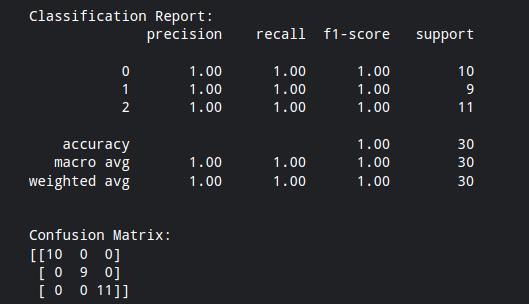 Classification Report:
              precision    recall  f1-score   support

           0       1.00      1.00      1.00        10
           1       1.00      1.00      1.00         9
           2       1.00      1.00      1.00        11

    accuracy                           1.00        30
   macro avg       1.00      1.00      1.00        30
weighted avg       1.00      1.00      1.00        30


Confusion Matrix:
[[10  0  0]
 [ 0  9  0]
 [ 0  0 11]]